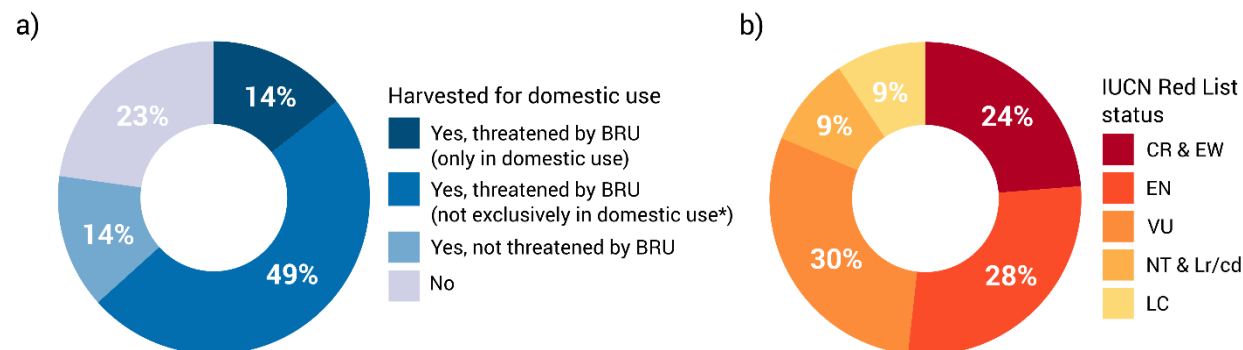 a)
14%
49%
14%
23%
Harvested for domestic use
Yes, threatened by BRU
(only in domestic use)
Yes, threatened by BRU
(not exclusively in domestic use*)
Yes, not threatened by BRU
No
b)
24%
28%
30%
9%
9%
IUCN Red List
status
CR & EW
EN
VU
NT & Lr/cd
LC